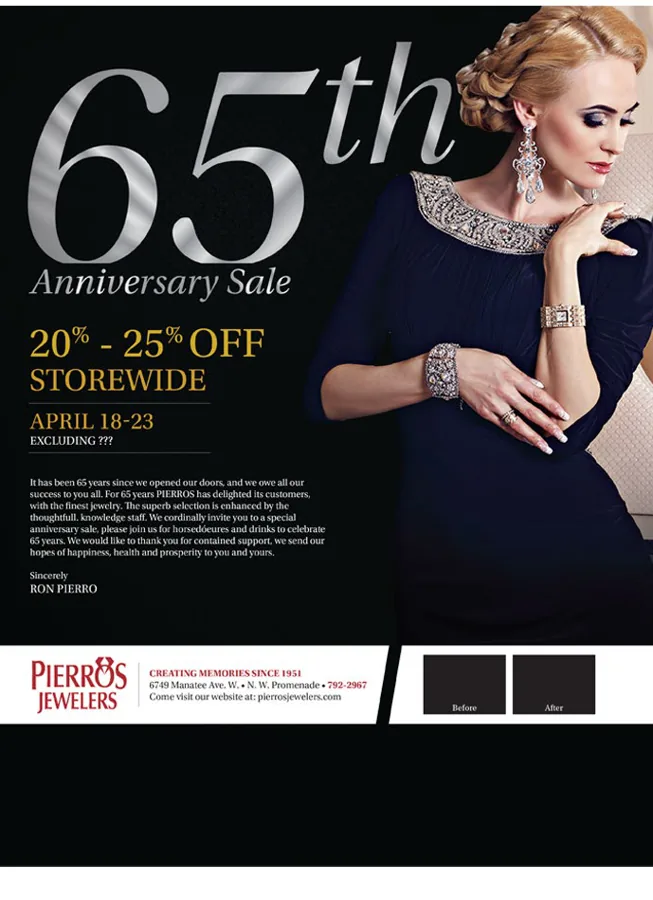 65th
Anniversary Sale
20% - 25% OFF
STOREWIDE
APRIL 18-23
EXCLUDING ???
It has been 65 years since we opened our doors, and we owe all our
success to you all. For 65 years PIERROS has delighted its customers,
with the finest jewelry. The superb selection is enhanced by the
thoughtfull, knowledge staff. We cordinally invite you to a special
anniversary sale, please join us for horsedóeures and drinks to celebrate
65 years. We would like to thank you for contained support, we send our
hopes of happiness, health and prosperity to you and yours.
Sincerely
RON PIERRO
PIERROS
JEWELERS
CREATING MEMORIES SINCE 1951
6749 Manatee Ave. W. • N. W. Promenade • 792-2967
Come visit our website at: pierrosjewelers.com
Before
After